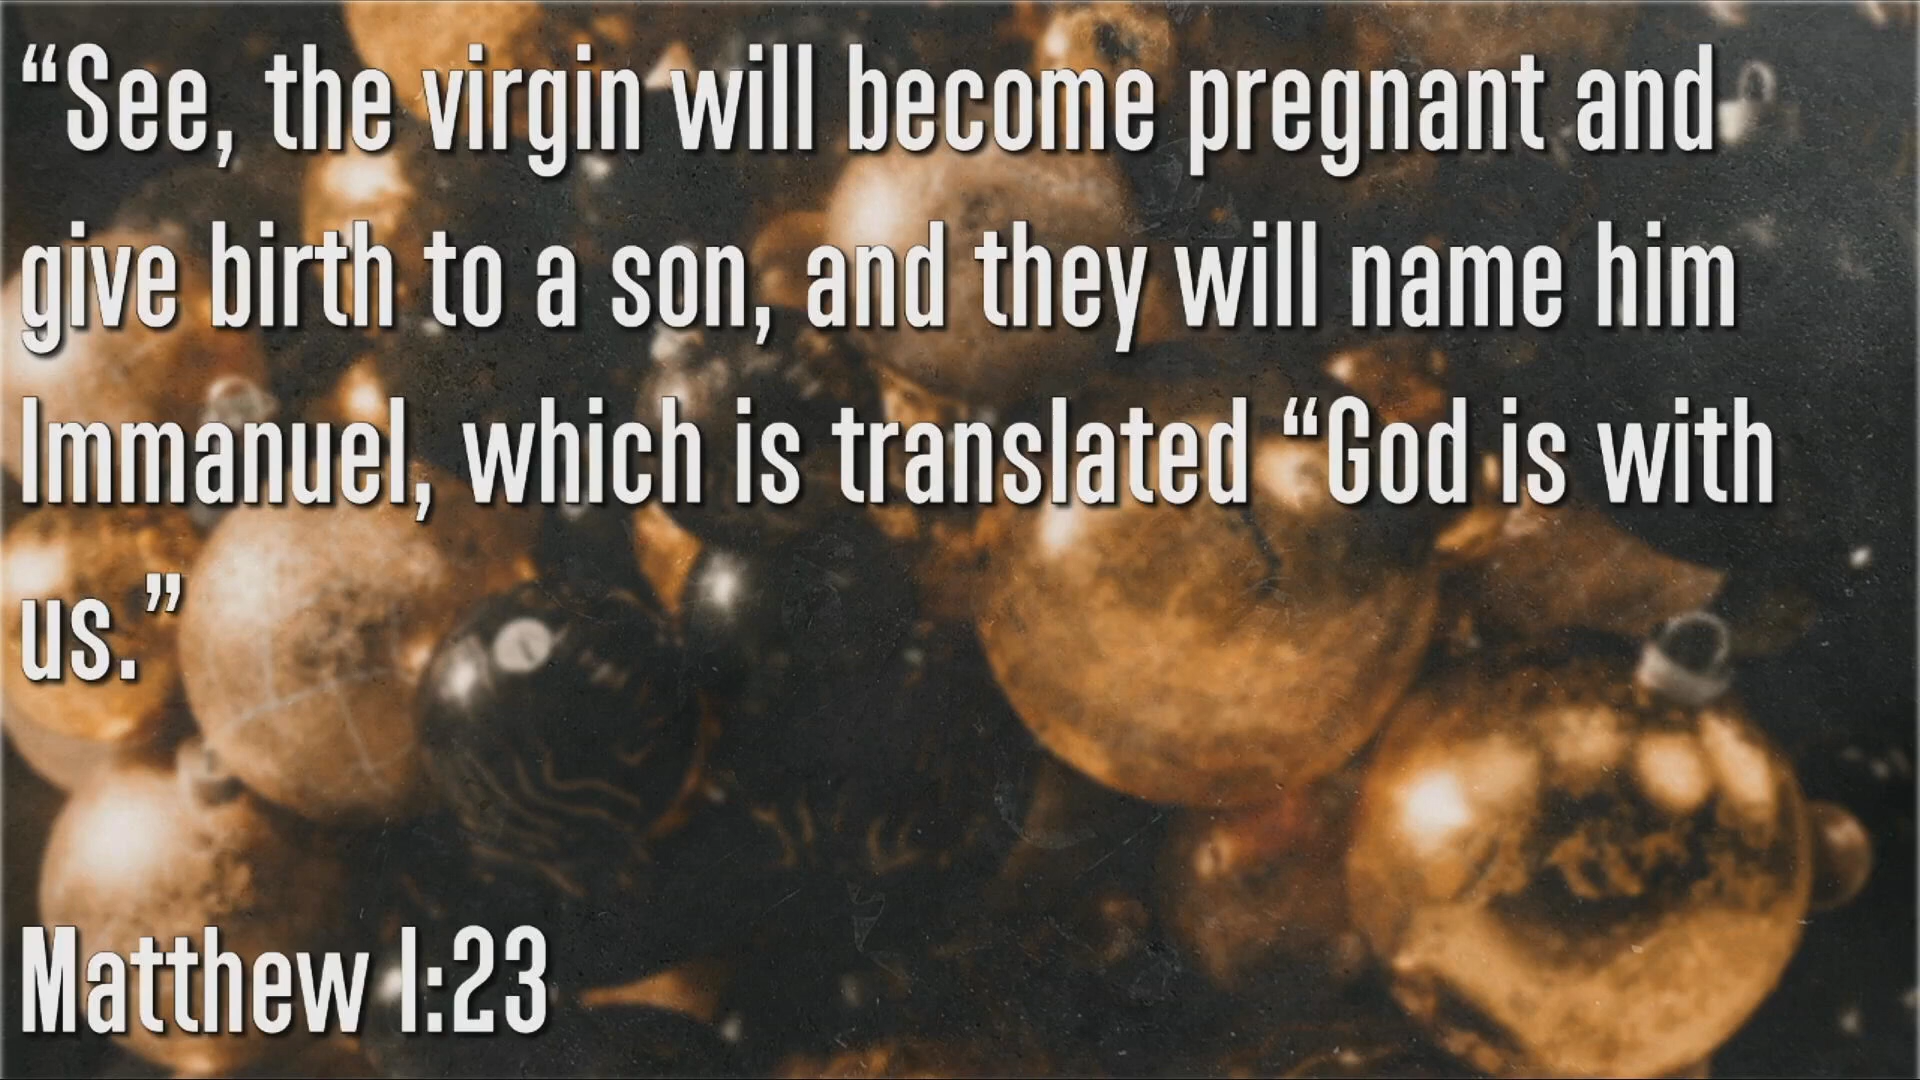 “See, the virgin will become pregnant and
give birth to a son, and they will name him
Immanuel, which is translated “God is with
us.”
Matthew 1:23